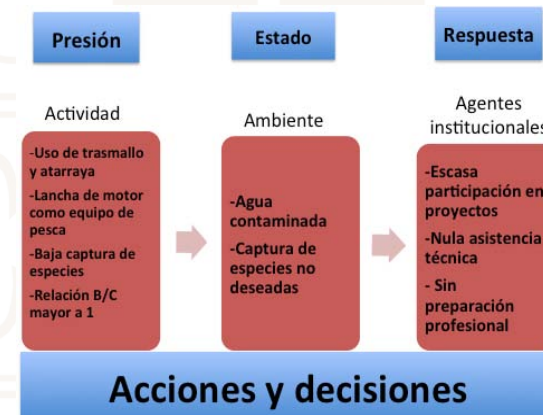 Presión
Estado
Respuesta
Actividad
Ambiente
Agentes
institucionales
-Uso de trasmallo
y atarraya
-Lancha de motor
como equipo de
pesca
-Baja captura de
especies
-Relación B/C
mayor a 1
-Agua
contaminada
-Captura de
especies no
deseadas
-Escasa
participación en
proyectos
-Nula asistencia
técnica
- Sin
preparación
profesional
Acciones y decisiones